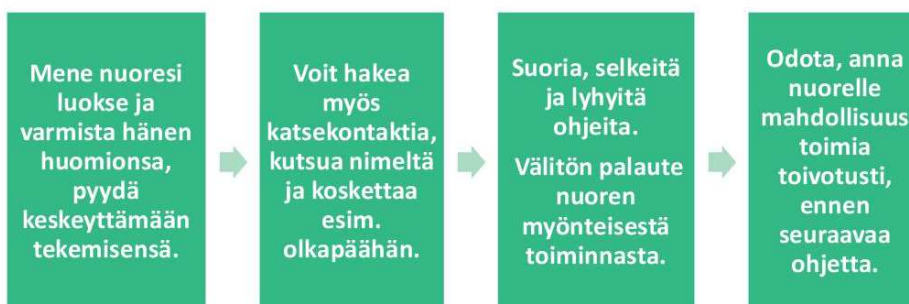 Mene nuoresi
luokse ja
varmista hänen
huomionsa,
pyydä
keskeyttämään
tekemisensä.
Voit hakea
myös
katsekontaktia,
kutsua nimeltä
ja koskettaa
esim.
olkapäähän.
Suoria, selkeitä
ja lyhyitä
ohjeita.
Välitön palaute
nuoren
myönteisestä
toiminnasta.
Odota, anna
nuorelle
mahdollisuus
toimia
toivotusti,
ennen
seuraavaa
ohjetta.